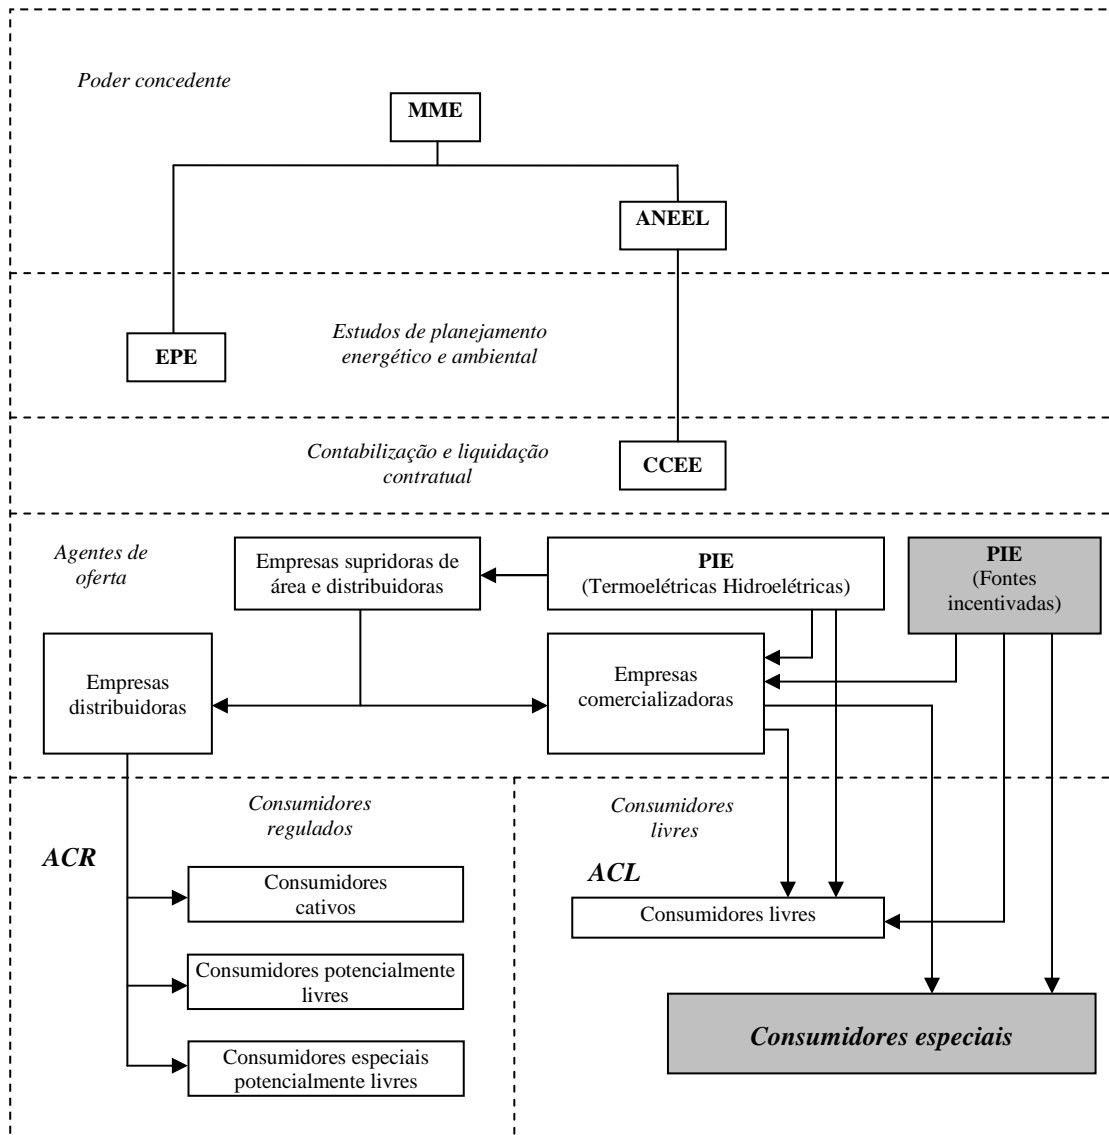 Poder concedente
MME
ANEEL
Estudos de planejamento
energético e ambiental
EPE
Contabilização e liquidação
contratual
CCEE
Agentes de
oferta
Empresas supridoras de
área e distribuidoras
PIE
(Termoelétricas Hidroelétricas)
PIE
(Fontes
incentivadas)
Empresas
distribuidoras
Empresas
comercializadoras
Consumidores
regulados
ACR
Consumidores
cativos
Consumidores potencialmente
livres
Consumidores especiais
potencialmente livres
Consumidores
livres
ACL
Consumidores livres
Consumidores especiais